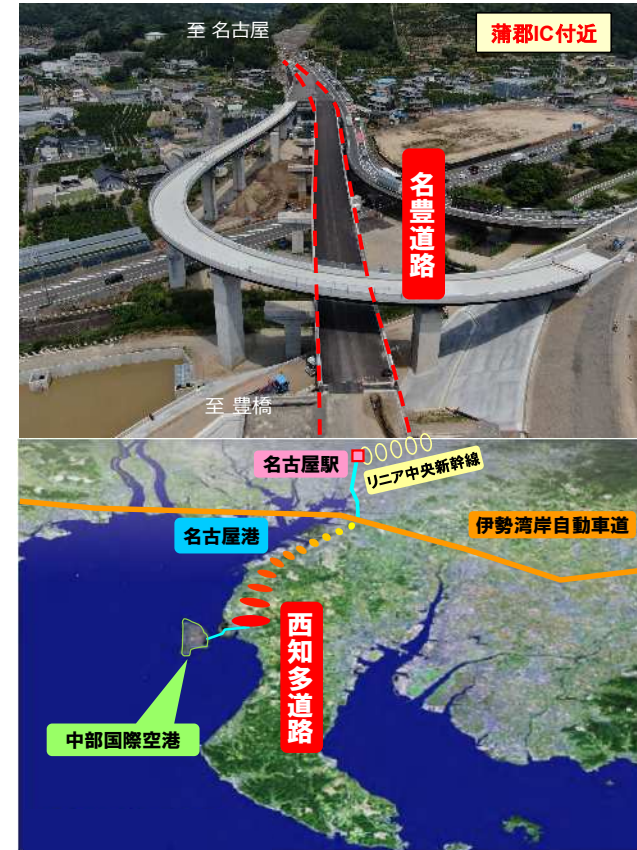 至 名古屋
蒲郡IC付近
名豊道路
至 豊橋
名古屋駅
リニア中央新幹線
名古屋港
伊勢湾岸自動車道
西知多道路
中部国際空港